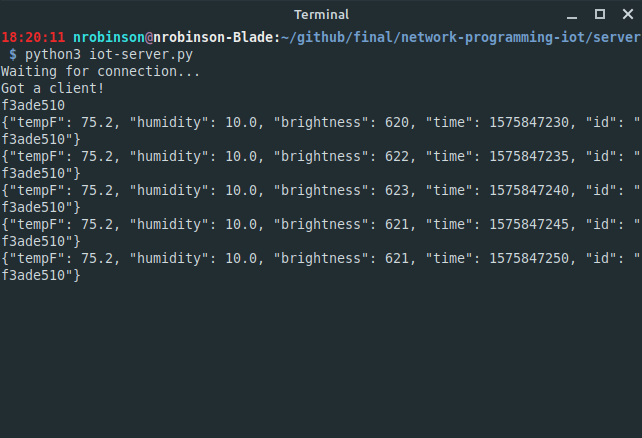 Terminal
18:20:11 nrobinson@nrobinson-Blade:~/github/final/network-programming-iot/server
$ python3 iot-server.py
Waiting for connection...
Got a client!
f3ade510
{"tempF": 75.2, "humidity": 10.0, "brightness": 620, "time": 1575847230, "id": "
f3ade510"}
{"tempF": 75.2, "humidity": 10.0, "brightness": 622, "time": 1575847235, "id": "
f3ade510"}
{"tempF": 75.2, "humidity": 10.0, "brightness": 623, "time": 1575847240, "id": "
f3ade510"}
{"tempF": 75.2, "humidity": 10.0, "brightness": 621, "time": 1575847245, "id": "
f3ade510"}
{"tempF": 75.2, "humidity": 10.0, "brightness": 621, "time": 1575847250, "id": "
f3ade510"}